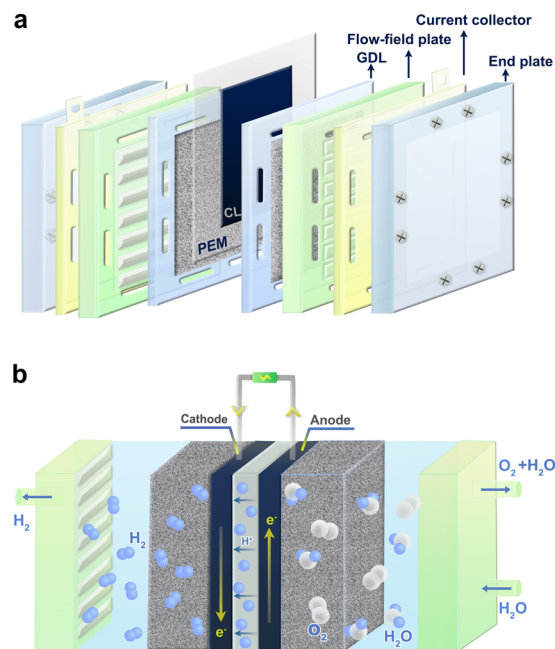 a
Current collector
Flow-field plate
GDL
End plate
CL
PEM
b
Cathode
Anode
O₂+H₂O
H₂
H₂
H⁺
e⁻
e⁻
O₂
H₂O
H₂O